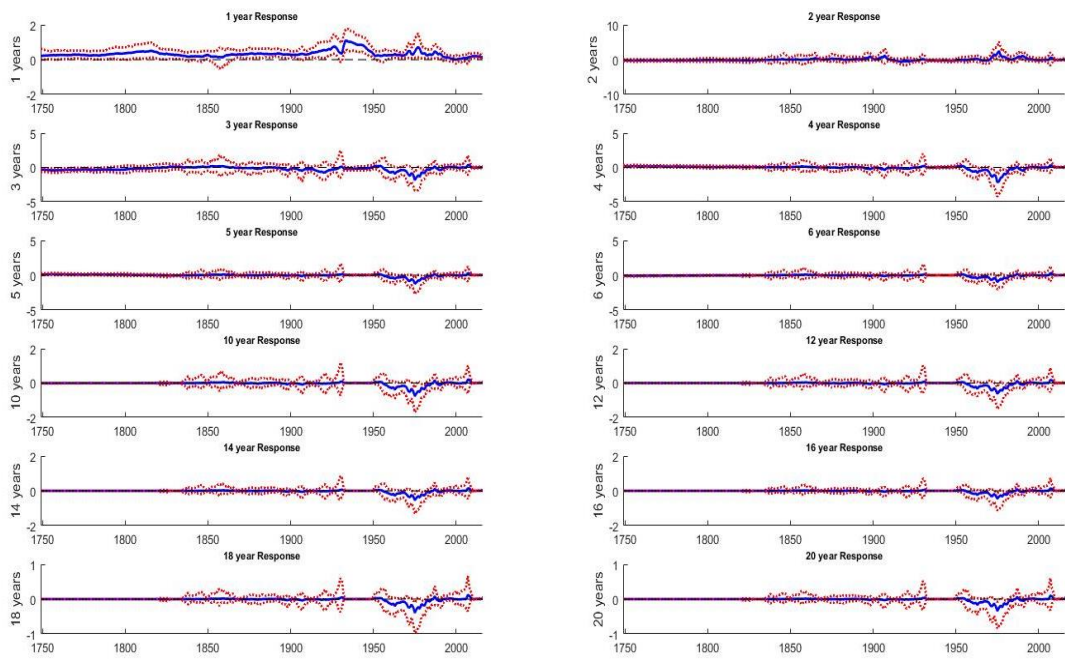 1 year Response
2
0
-2
1 years
1750 1800 1850 1900 1950 2000
2 year Response
10
0
-10
2 years
1750 1800 1850 1900 1950 2000
3 year Response
5
0
-5
3 years
1750 1800 1850 1900 1950 2000
4 year Response
5
0
-5
4 years
1750 1800 1850 1900 1950 2000
5 year Response
5
0
-5
5 years
1750 1800 1850 1900 1950 2000
6 year Response
5
0
-5
6 years
1750 1800 1850 1900 1950 2000
10 year Response
2
0
-2
10 years
1750 1800 1850 1900 1950 2000
12 year Response
2
0
-2
12 years
1750 1800 1850 1900 1950 2000
14 year Response
2
0
-2
14 years
1750 1800 1850 1900 1950 2000
16 year Response
2
0
-2
16 years
1750 1800 1850 1900 1950 2000
18 year Response
1
0
-1
18 years
1750 1800 1850 1900 1950 2000
20 year Response
1
0
-1
20 years
1750 1800 1850 1900 1950 2000